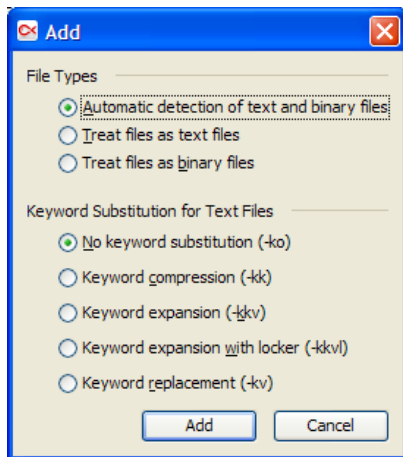 Add
File Types
Automatic detection of text and binary files
Treat files as text files
Treat files as binary files
Keyword Substitution for Text Files
No keyword substitution (-ko)
Keyword compression (-kk)
Keyword expansion (-kkv)
Keyword expansion with locker (-kkvl)
Keyword replacement (-kv)
Add Cancel